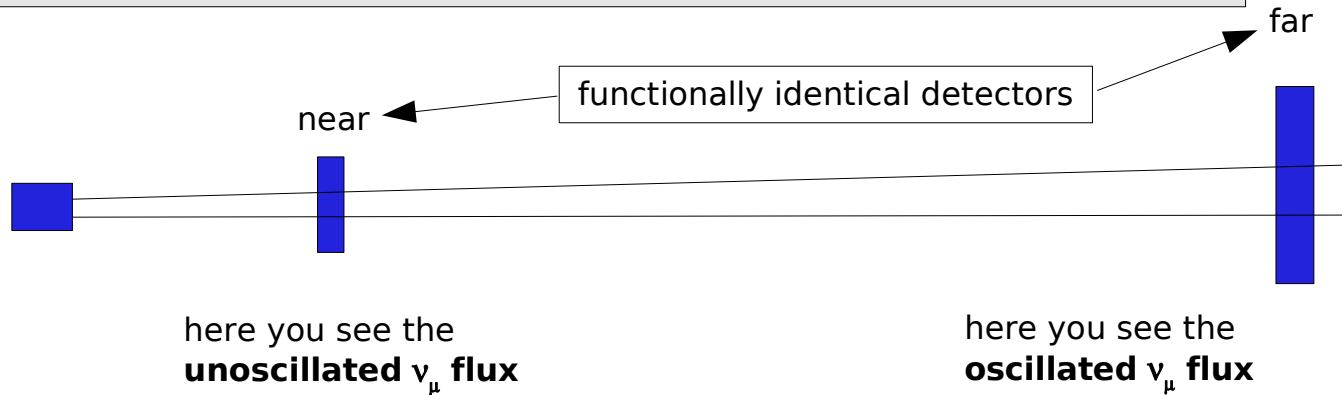 far
functionally identical detectors
near
here you see the
unoscillated νμ flux
here you see the
oscillated νμ flux